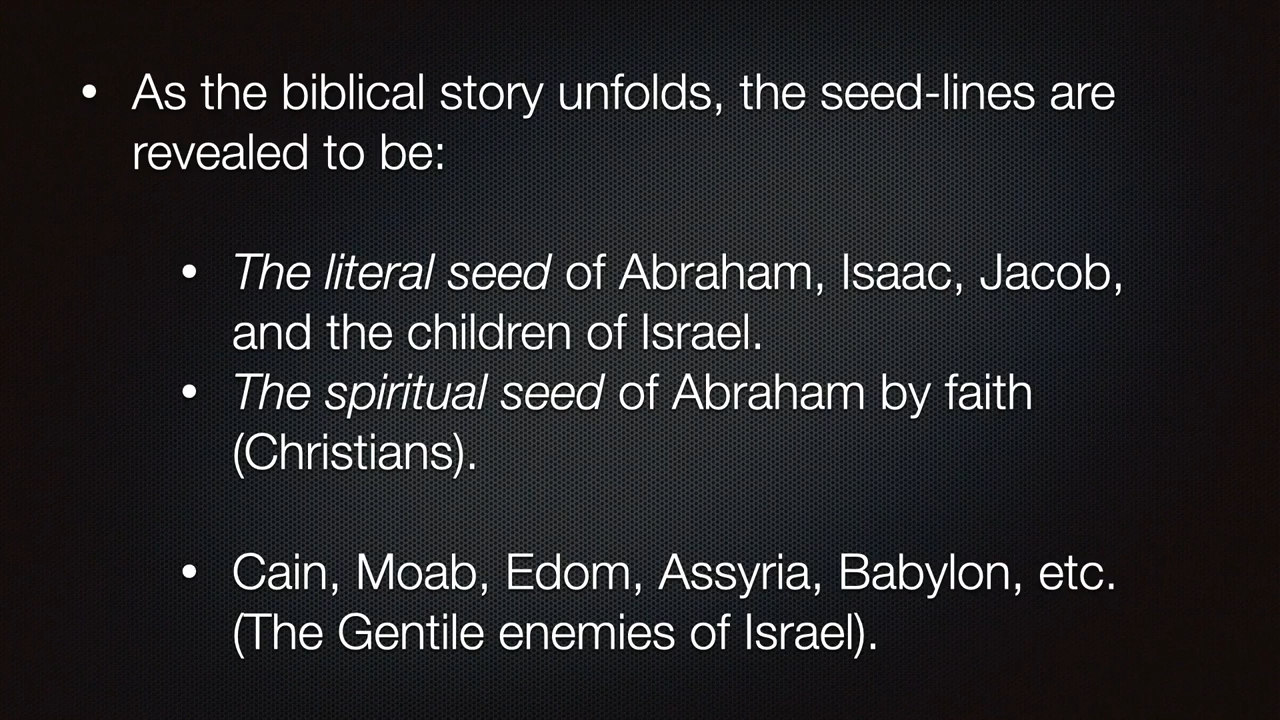 • As the biblical story unfolds, the seed-lines are
revealed to be:
• The literal seed of Abraham, Isaac, Jacob,
and the children of Israel.
• The spiritual seed of Abraham by faith
(Christians).
• Cain, Moab, Edom, Assyria, Babylon, etc.
(The Gentile enemies of Israel).